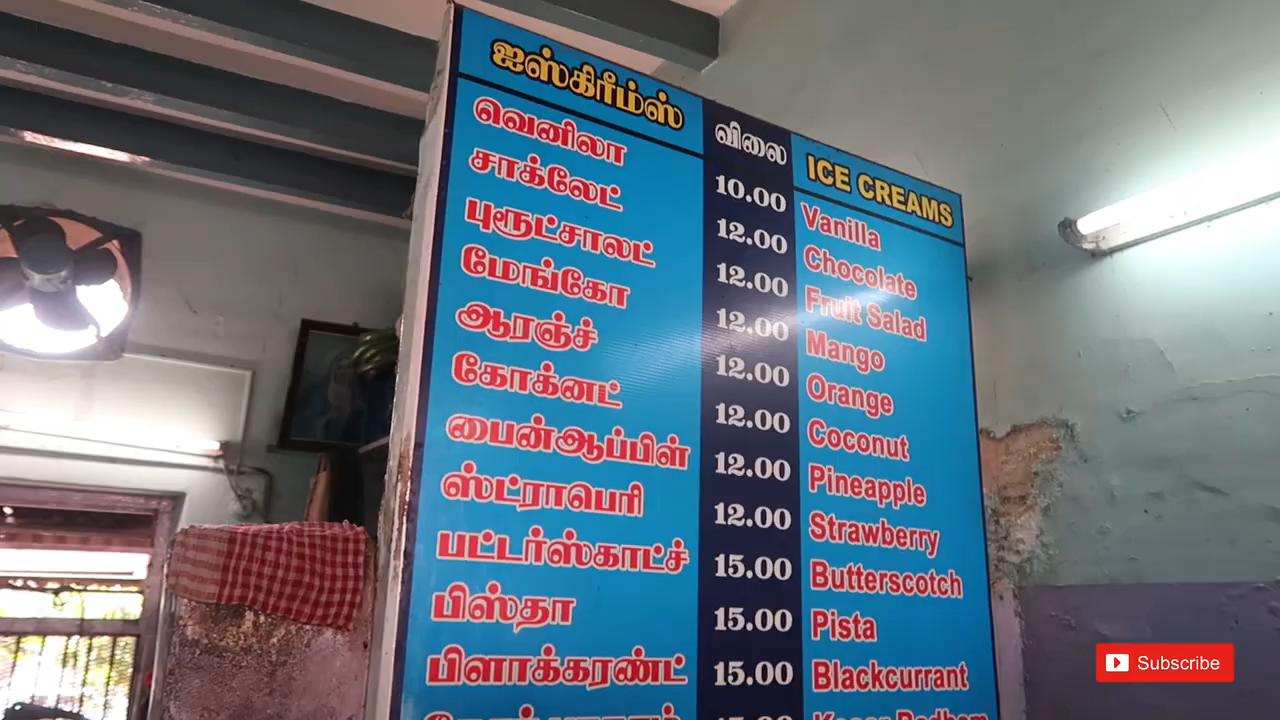 ஐஸ்கிரீம்ஸ் விலை ICE CREAMS
வெனிலா 10.00 Vanilla
சாக்லேட் 12.00 Chocolate
புரூட்சாலட் 12.00 Fruit Salad
மேங்கோ 12.00 Mango
ஆரஞ்ச் 12.00 Orange
கோக்னட் 12.00 Coconut
பைன்ஆப்பிள் 12.00 Pineapple
ஸ்ட்ராபெரி 12.00 Strawberry
பட்டர்ஸ்காட்ச் 15.00 Butterscotch
பிஸ்தா 15.00 Pista
பிளாக்கரண்ட் 15.00 Blackcurrant
Subscribe